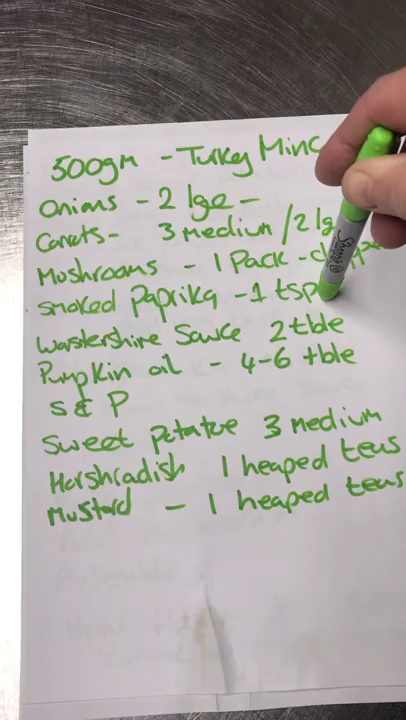 500gm - Turkey Minc
Onions - 2 lge -
Carrots - 3 medium / 2 lg
Mushrooms - 1 Pack -
Smoked Paprika - 1 tsp
Wostershire Sauce 2 tble
Pumpkin oil - 4-6 tble
S & P
Sweet Potatoe 3 medium
Horshradish 1 heaped teas
Mustard - 1 heaped teas
Sharpie